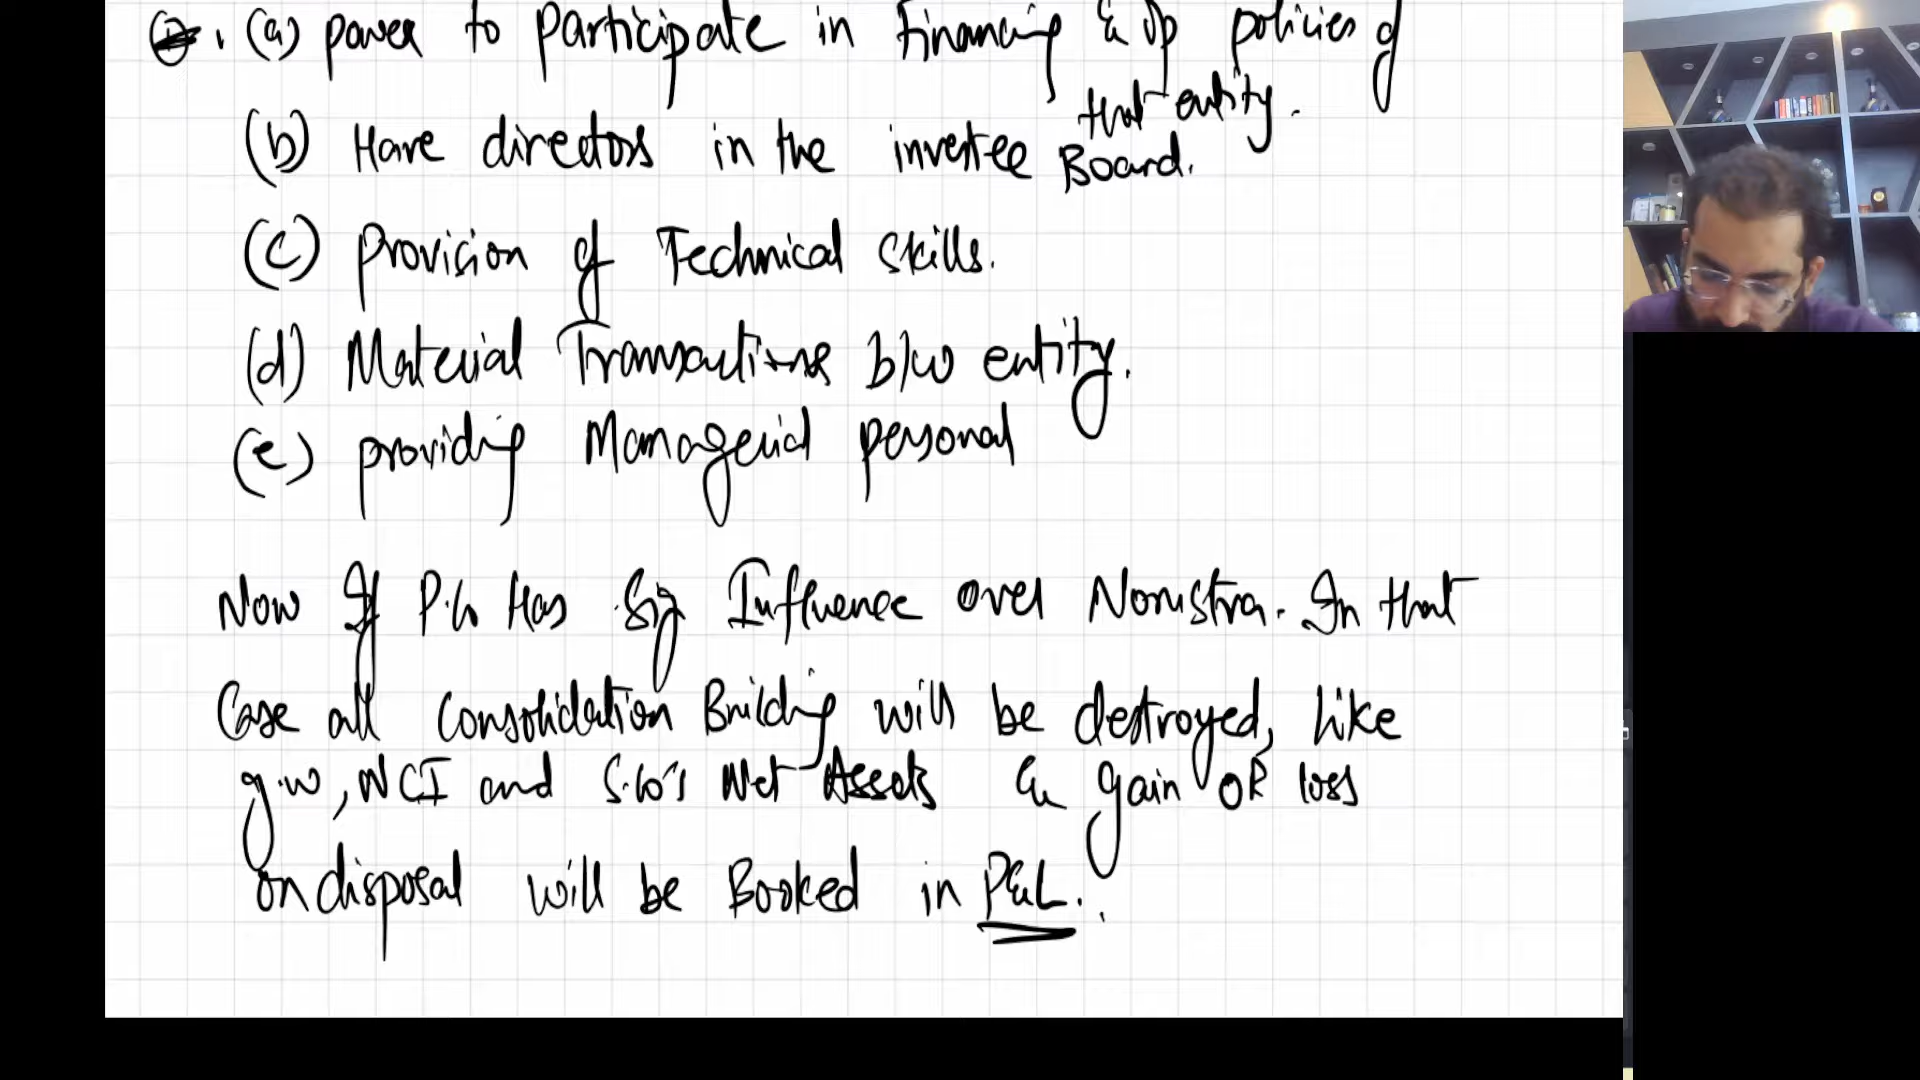 (a) power to participate in Financing & Op policies of
that entity.
(b) Have directors in the investee Board.
(c) provision of Technical skills.
(d) Material Transactions b/w entity.
(e) providing Managerial personal
Now If P.Co Has Sig Influence over Norustra. In that
Case all Consolidation Building will be destroyed, like
g.w, NCI and S.Co's Net Assets & gain OR loss
on disposal will be Booked in P&L.